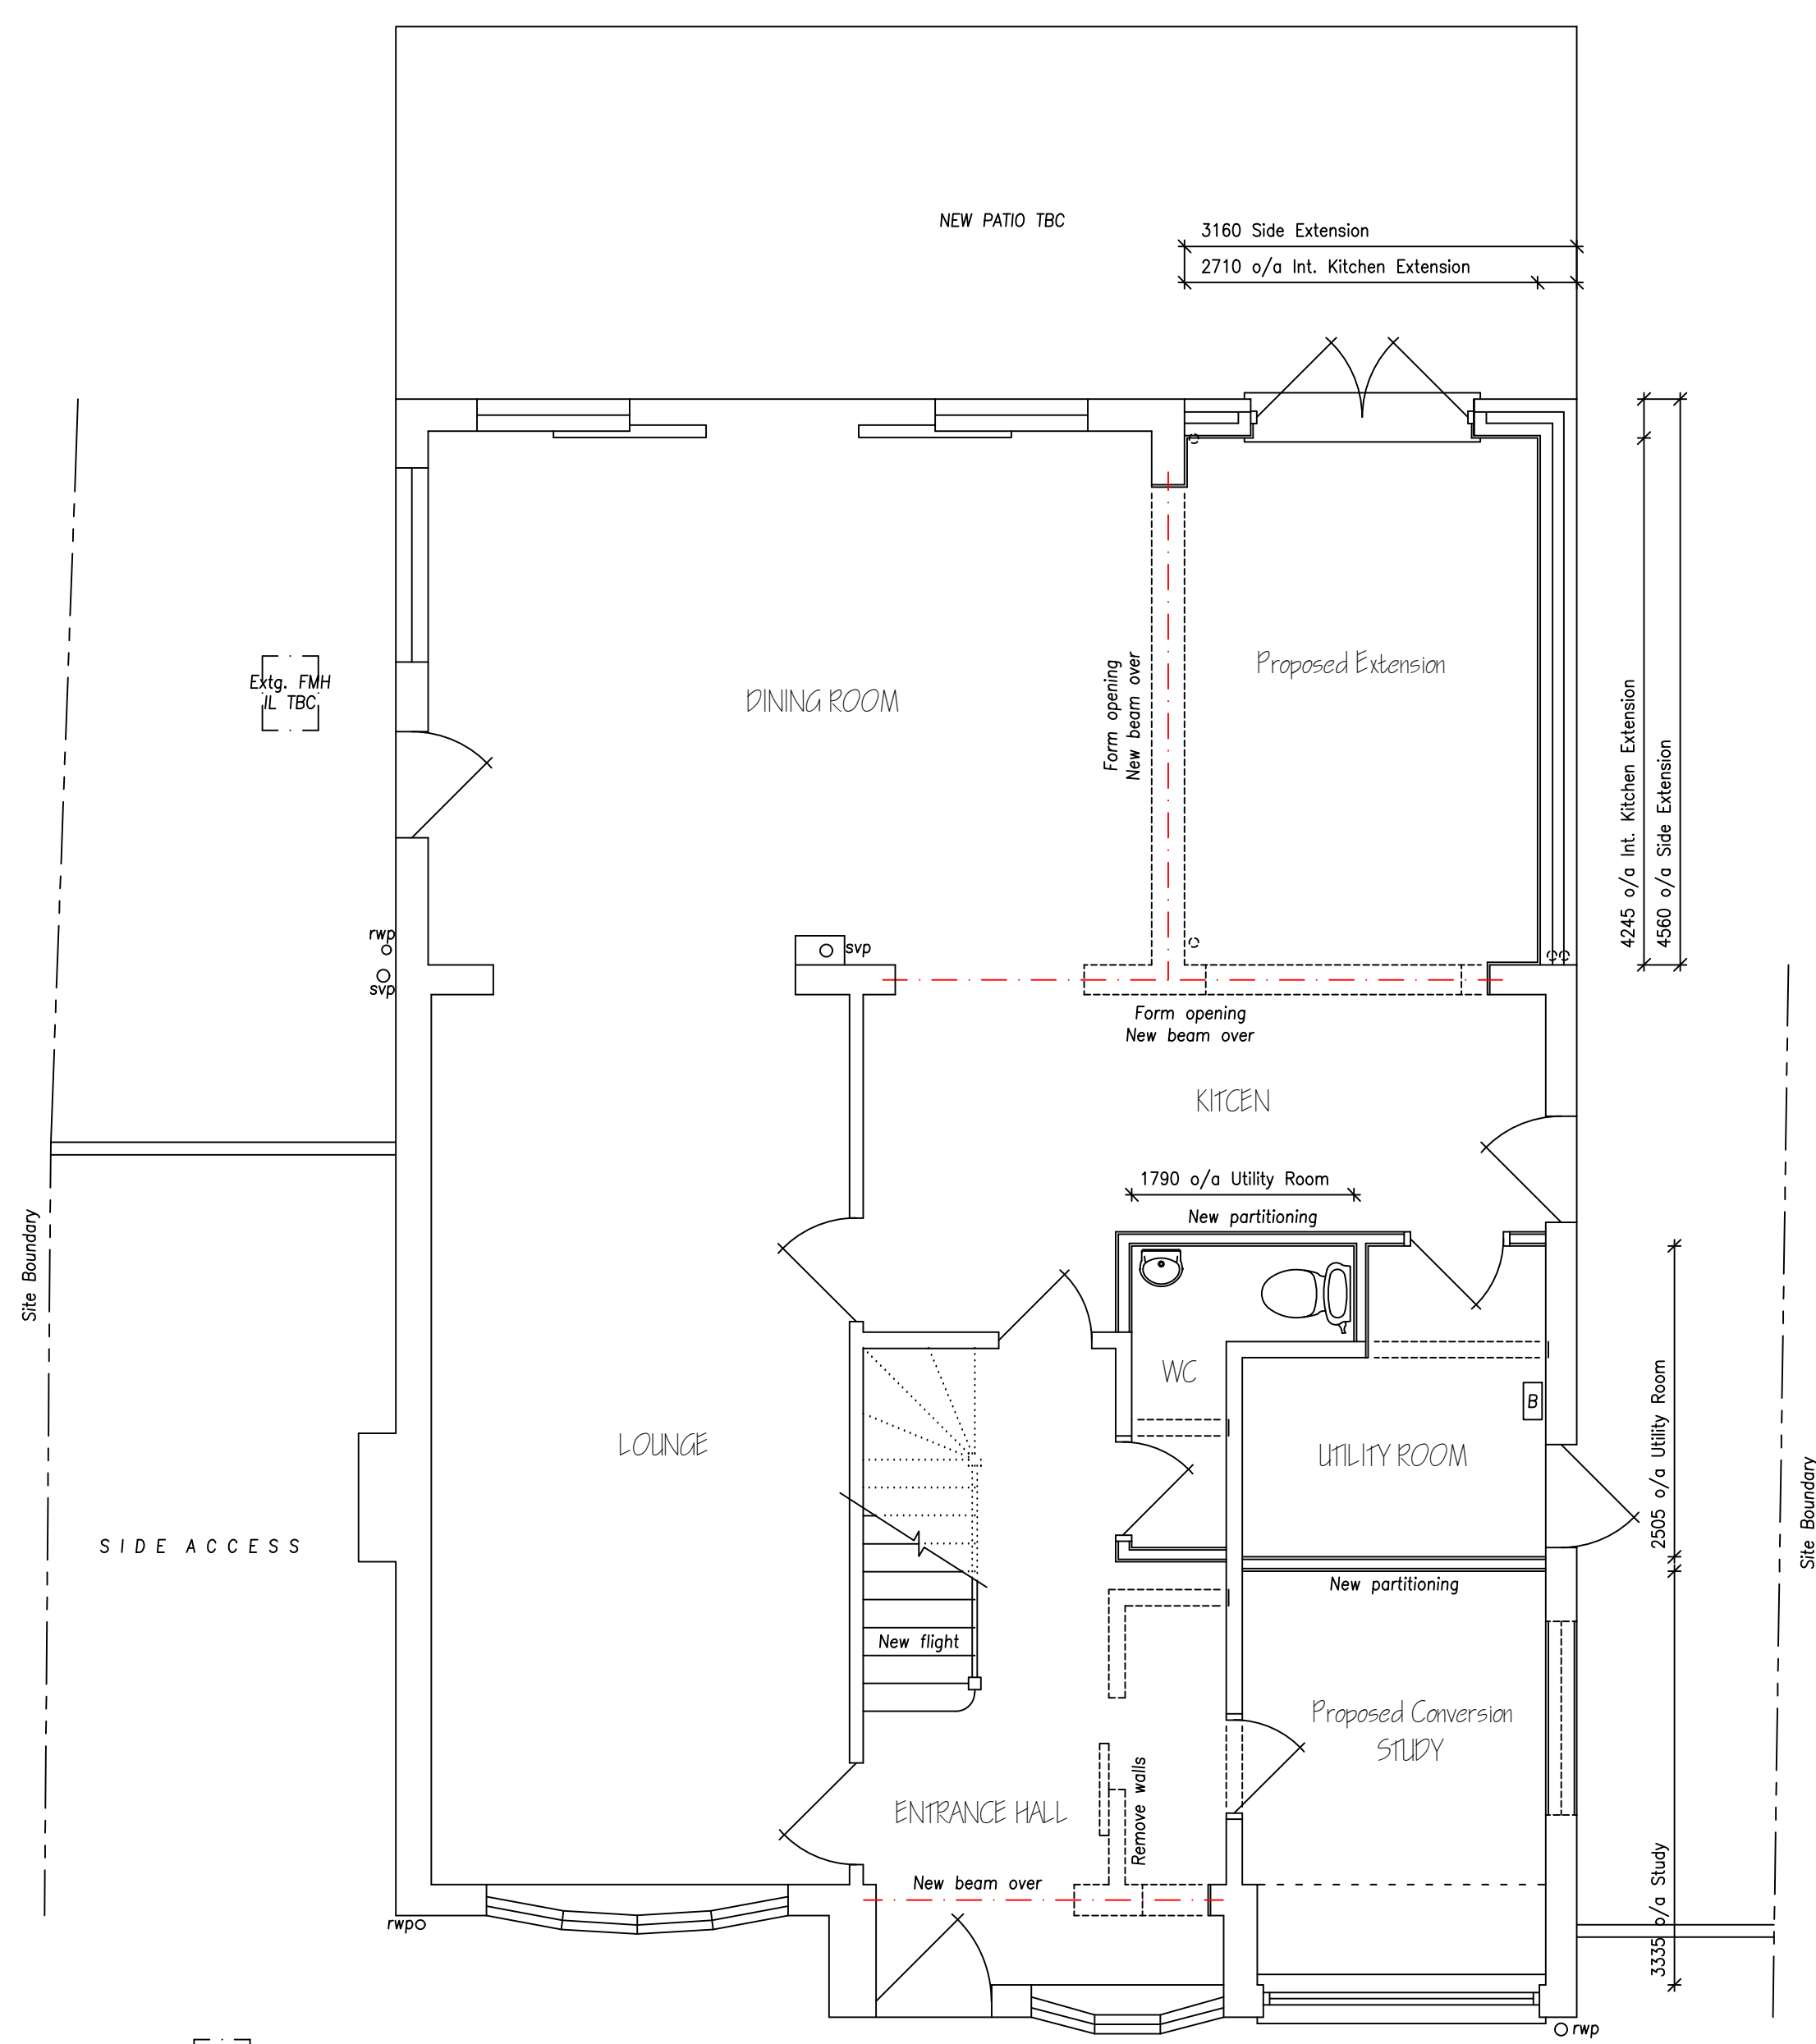 NEW PATIO TBC
3160 Side Extension
2710 o/a Int. Kitchen Extension
Proposed Extension
Extg. FMH
IL TBC
DINING ROOM
Form opening
New beam over
4245 o/a Int. Kitchen Extension
4560 o/a Side Extension
rwp
svp
svp
Form opening
New beam over
KITCEN
1790 o/a Utility Room
New partitioning
Site Boundary
WC
B
LOUNGE
UTILITY ROOM
2505 o/a Utility Room
Site Boundary
SIDE ACCESS
New partitioning
New flight
Proposed Conversion
STUDY
ENTRANCE HALL
Remove walls
3335 o/a Study
New beam over
rwp
rwp